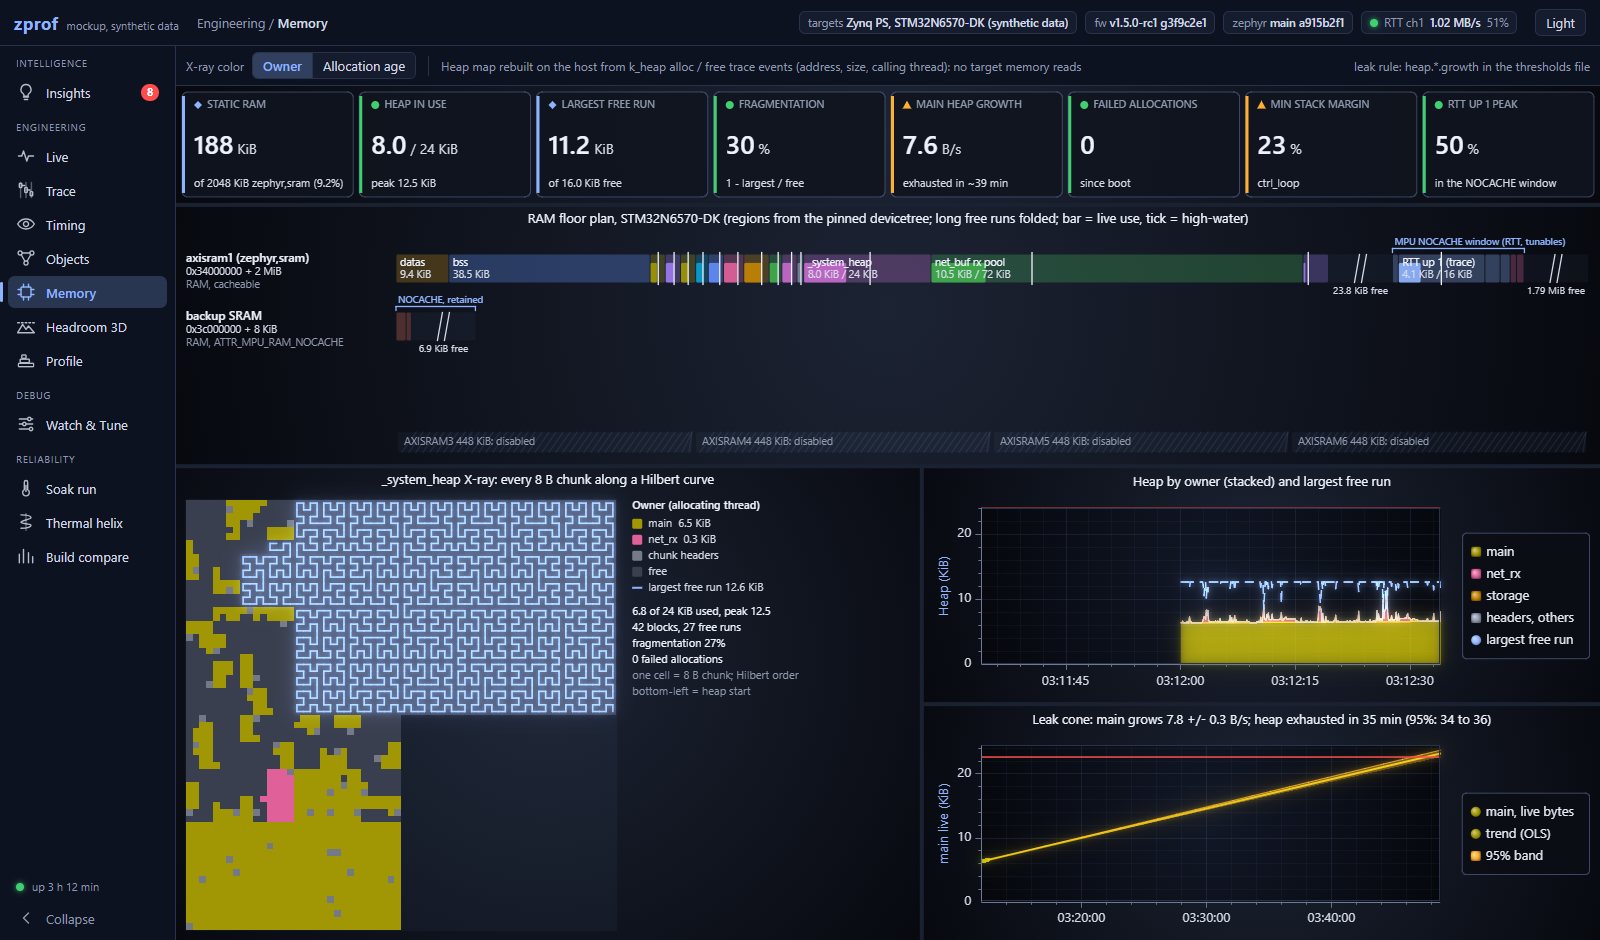 zprof mockup, synthetic data
Engineering / Memory
targets Zynq PS, STM32N6570-DK (synthetic data)
fw v1.5.0-rc1 g3f9c2e1
zephyr main a915b2f1
RTT ch1 1.02 MB/s 51%
Light
INTELLIGENCE
Insights 8
ENGINEERING
Live
Trace
Timing
Objects
Memory
Headroom 3D
Profile
DEBUG
Watch & Tune
RELIABILITY
Soak run
Thermal helix
Build compare
up 3 h 12 min
Collapse
X-ray color Owner Allocation age
Heap map rebuilt on the host from k_heap alloc / free trace events (address, size, calling thread): no target memory reads
leak rule: heap.*.growth in the thresholds file
STATIC RAM
188 KiB
of 2048 KiB zephyr,sram (9.2%)
HEAP IN USE
8.0 / 24 KiB
peak 12.5 KiB
LARGEST FREE RUN
11.2 KiB
of 16.0 KiB free
FRAGMENTATION
30 %
1 - largest / free
MAIN HEAP GROWTH
7.6 B/s
exhausted in ~39 min
FAILED ALLOCATIONS
0
since boot
MIN STACK MARGIN
23 %
ctrl_loop
RTT UP 1 PEAK
50 %
in the NOCACHE window
RAM floor plan, STM32N6570-DK (regions from the pinned devicetree; long free runs folded; bar = live use, tick = high-water)
MPU NOCACHE window (RTT, tunables)
axisram1 (zephyr,sram)
0x34000000 + 2 MiB
RAM, cacheable
datas
9.4 KiB
bss
38.5 KiB
_system_heap
8.0 KiB / 24 KiB
net_buf rx pool
10.5 KiB / 72 KiB
23.8 KiB free
RTT up 1 (trace)
4.1 KiB / 16 KiB
1.79 MiB free
NOCACHE, retained
backup SRAM
0x3c000000 + 8 KiB
RAM, ATTR_MPU_RAM_NOCACHE
6.9 KiB free
AXISRAM3 448 KiB: disabled
AXISRAM4 448 KiB: disabled
AXISRAM5 448 KiB: disabled
AXISRAM6 448 KiB: disabled
_system_heap X-ray: every 8 B chunk along a Hilbert curve
Owner (allocating thread)
main 6.5 KiB
net_rx 0.3 KiB
chunk headers
free
largest free run 12.6 KiB
6.8 of 24 KiB used, peak 12.5
42 blocks, 27 free runs
fragmentation 27%
0 failed allocations
one cell = 8 B chunk; Hilbert order
bottom-left = heap start
Heap by owner (stacked) and largest free run
Heap (KiB)
20
10
0
03:11:45
03:12:00
03:12:15
03:12:30
main
net_rx
storage
headers, others
largest free run
Leak cone: main grows 7.8 +/- 0.3 B/s; heap exhausted in 35 min (95%: 34 to 36)
main live (KiB)
20
10
0
03:20:00
03:30:00
03:40:00
main, live bytes
trend (OLS)
95% band